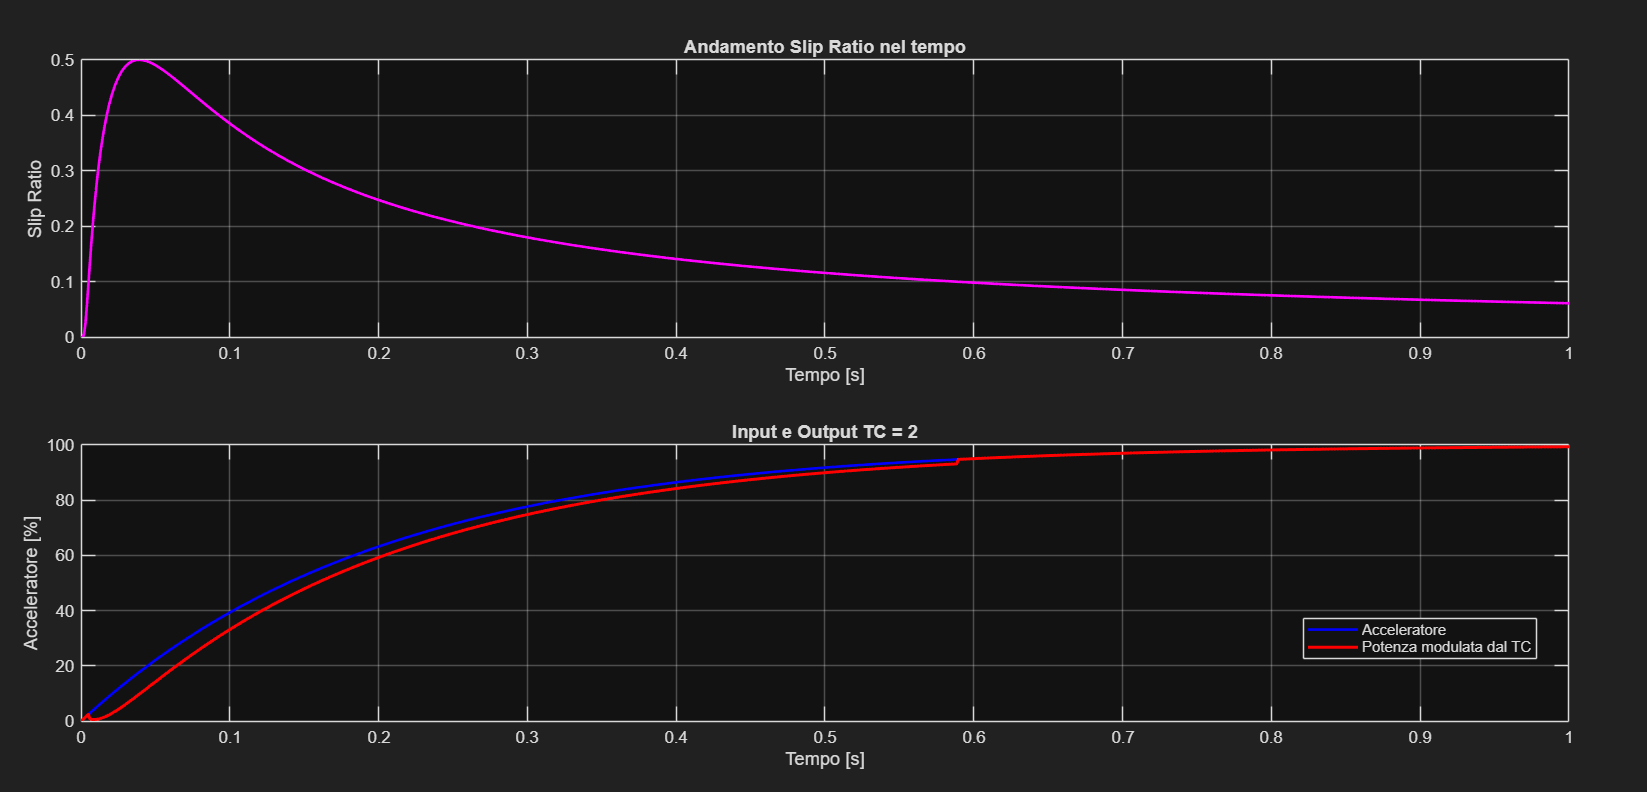 Andamento Slip Ratio nel tempo
0.5
0.4
0.3
0.2
0.1
0
Slip Ratio
0 0.1 0.2 0.3 0.4 0.5 0.6 0.7 0.8 0.9 1
Tempo [s]
Input e Output TC = 2
100
80
60
40
20
0
Acceleratore [%]
Acceleratore
Potenza modulata dal TC
0 0.1 0.2 0.3 0.4 0.5 0.6 0.7 0.8 0.9 1
Tempo [s]